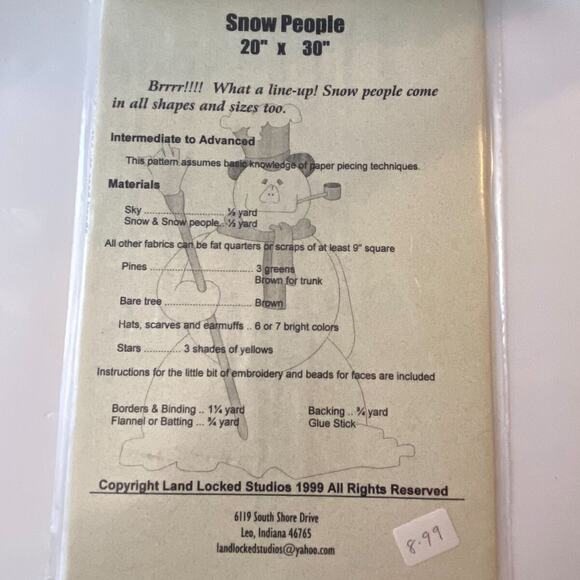 Snow People
20" x 30"
Brrrr!!!! What a line-up! Snow people come
in all shapes and sizes too.
Intermediate to Advanced
This pattern assumes basic knowledge of paper piecing techniques.
Materials
Sky .................... ½ yard
Snow & Snow people.. ½ yard
All other fabrics can be fat quarters or scraps of at least 9" square
Pines ............................ 3 greens
Brown for trunk
Bare tree ........................ Brown
Hats, scarves and earmuffs .. 6 or 7 bright colors
Stars .......... 3 shades of yellows
Instructions for the little bit of embroidery and beads for faces are included
Borders & Binding .. 1¼ yard
Backing .. ¾ yard
Flannel or Batting ... ¾ yard
Glue Stick
Copyright Land Locked Studios 1999 All Rights Reserved
6119 South Shore Drive
Leo, Indiana 46765
landlockedstudios@yahoo.com
8.99